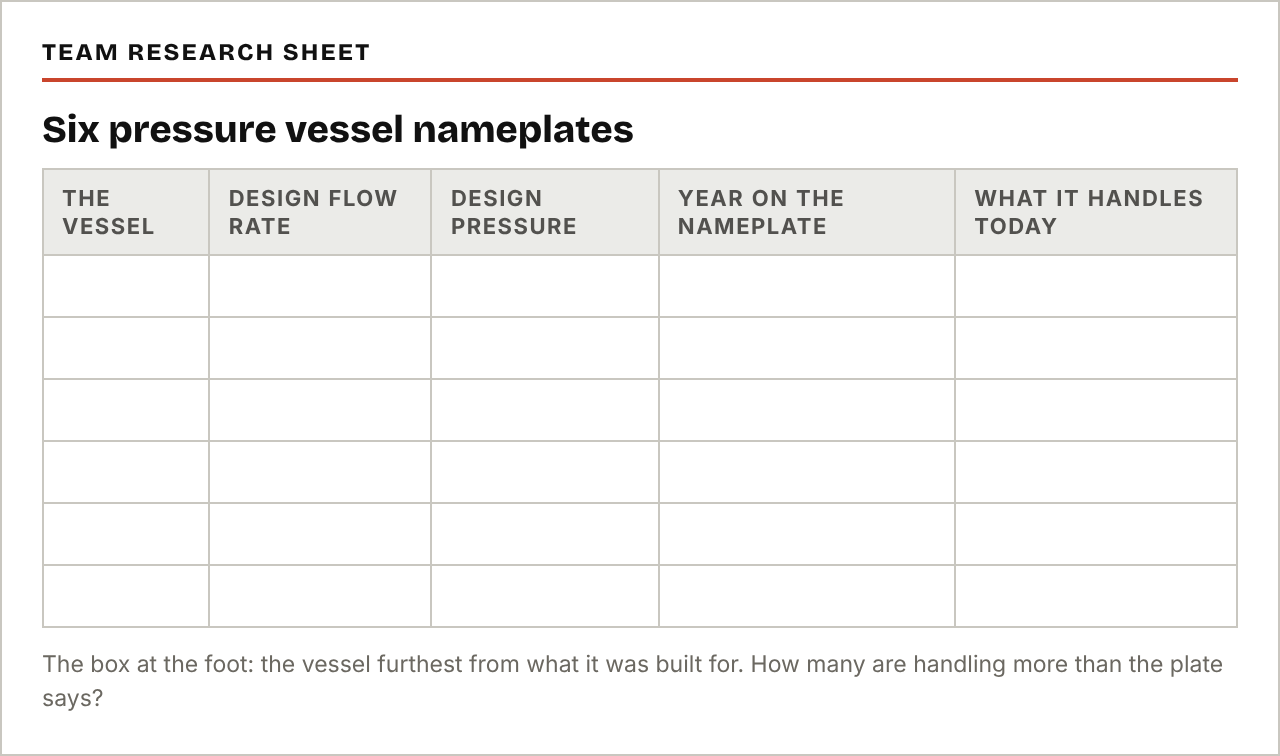 TEAM RESEARCH SHEET
Six pressure vessel nameplates
THE VESSEL
DESIGN FLOW RATE
DESIGN PRESSURE
YEAR ON THE NAMEPLATE
WHAT IT HANDLES TODAY
The box at the foot: the vessel furthest from what it was built for. How many are handling more than the plate
says?